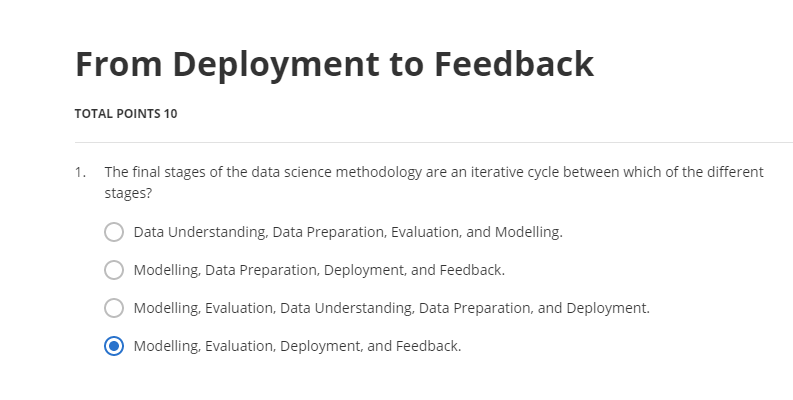 From Deployment to Feedback
TOTAL POINTS 10
1. The final stages of the data science methodology are an iterative cycle between which of the different
stages?
Data Understanding, Data Preparation, Evaluation, and Modelling.
Modelling, Data Preparation, Deployment, and Feedback.
Modelling, Evaluation, Data Understanding, Data Preparation, and Deployment.
Modelling, Evaluation, Deployment, and Feedback.